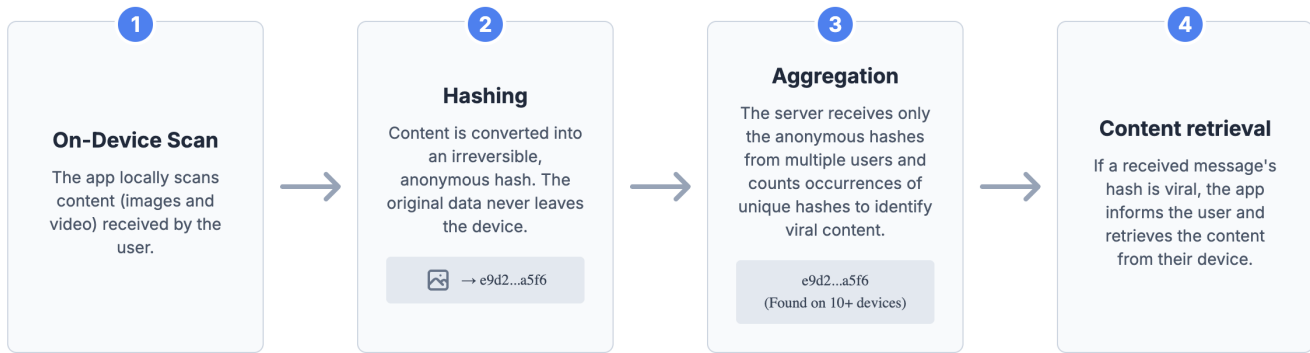 1
On-Device Scan
The app locally scans
content (images and
video) received by the
user.
2
Hashing
Content is converted into
an irreversible,
anonymous hash. The
original data never leaves
the device.
→ e9d2...a5f6
3
Aggregation
The server receives only
the anonymous hashes
from multiple users and
counts occurrences of
unique hashes to identify
viral content.
e9d2...a5f6
(Found on 10+ devices)
4
Content retrieval
If a received message's
hash is viral, the app
informs the user and
retrieves the content
from their device.